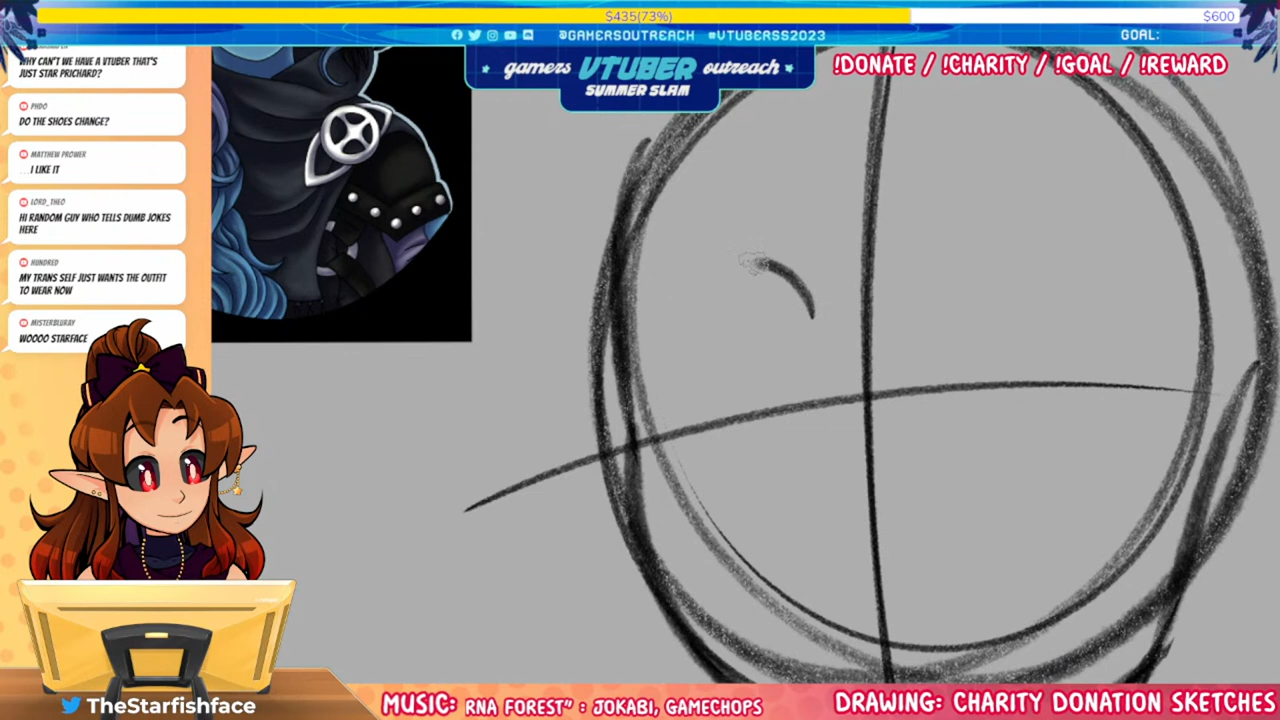 $435(73%)
$600
@GAMERSOUTREACH #VTUBERSS2023
GOAL:
gamers VTUBER outreach
SUMMER SLAM
!DONATE / !CHARITY / !GOAL / !REWARD
WHY CAN'T WE HAVE A VTUBER THAT'S
JUST STAR PRICHARD?
PHDO
DO THE SHOES CHANGE?
MATTHEW PROWER
...I LIKE IT
LORD_THEO
HI RANDOM GUY WHO TELLS DUMB JOKES
HERE
HUNDRED
MY TRANS SELF JUST WANTS THE OUTFIT
TO WEAR NOW
MISTERBLURAY
WOOOO STARFACE
TheStarfishface
MUSIC: RNA FOREST" : JOKABI, GAMECHOPS
DRAWING: CHARITY DONATION SKETCHES